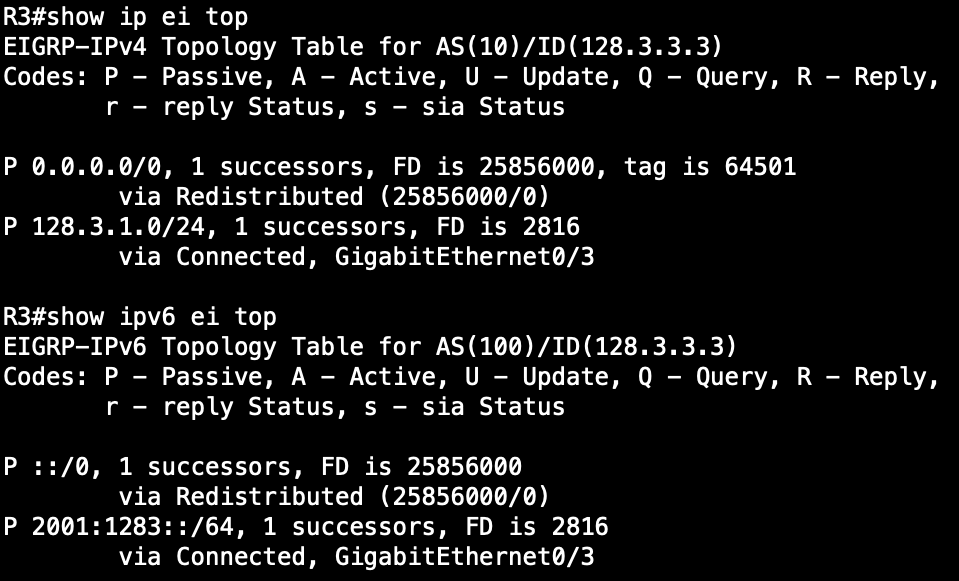 R3#show ip ei top
EIGRP-IPv4 Topology Table for AS(10)/ID(128.3.3.3)
Codes: P - Passive, A - Active, U - Update, Q - Query, R - Reply,
       r - reply Status, s - sia Status

P 0.0.0.0/0, 1 successors, FD is 25856000, tag is 64501
        via Redistributed (25856000/0)
P 128.3.1.0/24, 1 successors, FD is 2816
        via Connected, GigabitEthernet0/3

R3#show ipv6 ei top
EIGRP-IPv6 Topology Table for AS(100)/ID(128.3.3.3)
Codes: P - Passive, A - Active, U - Update, Q - Query, R - Reply,
       r - reply Status, s - sia Status

P ::/0, 1 successors, FD is 25856000
        via Redistributed (25856000/0)
P 2001:1283::/64, 1 successors, FD is 2816
        via Connected, GigabitEthernet0/3